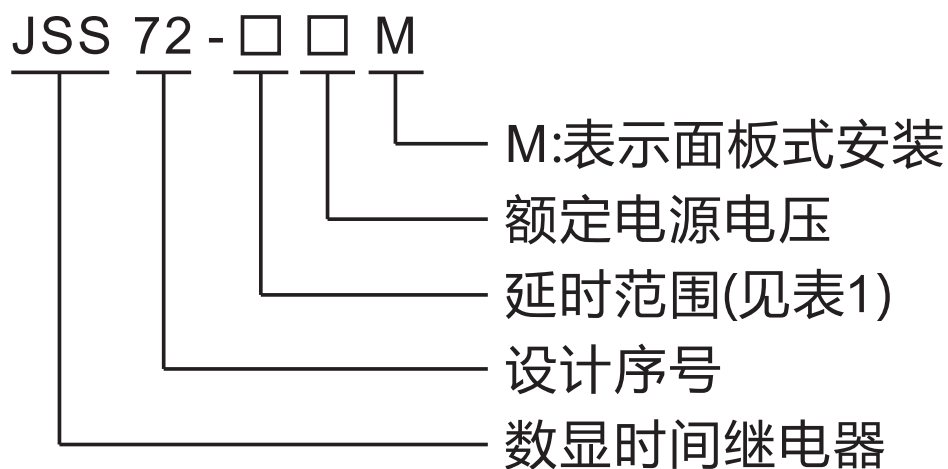 JSS 72-□□M
M:表示面板式安装
额定电源电压
延时范围(见表1)
设计序号
数显时间继电器